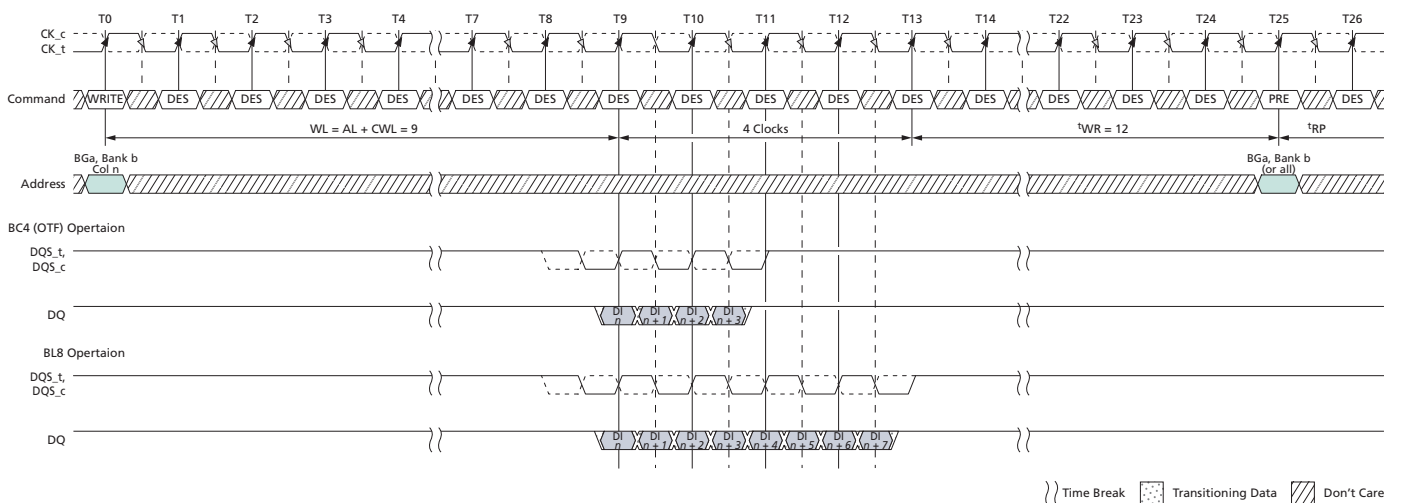 T0 T1 T2 T3 T4 T7 T8 T9 T10 T11 T12 T13 T14 T22 T23 T24 T25 T26
CK_c
CK_t
Command WRITE DES DES DES DES DES DES DES DES DES DES DES DES DES DES DES PRE DES
WL = AL + CWL = 9 4 Clocks tWR = 12 tRP
BGa, Bank b
Col n
BGa, Bank b
(or all)
Address
BC4 (OTF) Opertaion
DQS_t,
DQS_c
DQ DI n DI n + 1 DI n + 2 DI n + 3
BL8 Opertaion
DQS_t,
DQS_c
DQ DI n DI n + 1 DI n + 2 DI n + 3 DI n + 4 DI n + 5 DI n + 6 DI n + 7
Time Break Transitioning Data Don't Care